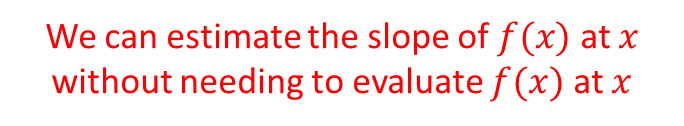 We can estimate the slope of f(x) at x
without needing to evaluate f(x) at x